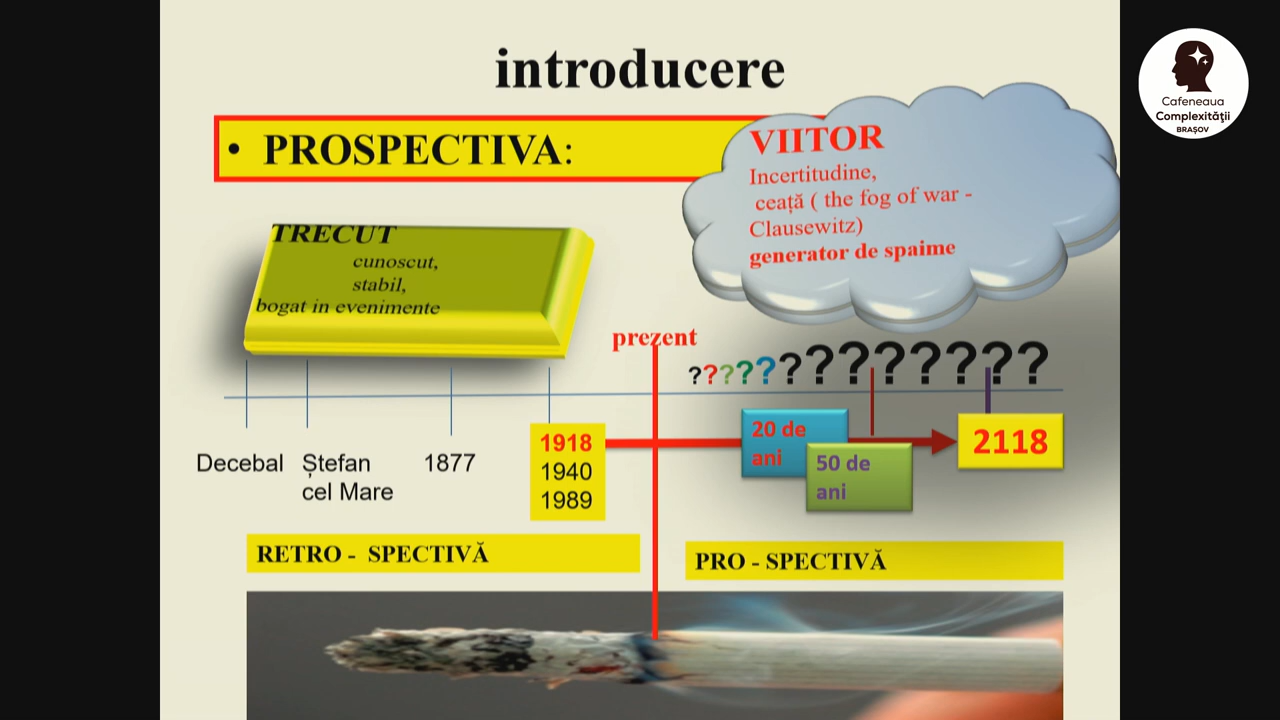 introducere
Cafeneaua
Complexității
BRAȘOV
• PROSPECTIVA:
VIITOR
Incertitudine,
ceață ( the fog of war -
Clausewitz)
generator de spaime
TRECUT
cunoscut,
stabil,
bogat in evenimente
prezent
???????????????
Decebal
Ștefan
cel Mare
1877
1918
1940
1989
20 de
ani
50 de
ani
2118
RETRO - SPECTIVĂ
PRO - SPECTIVĂ